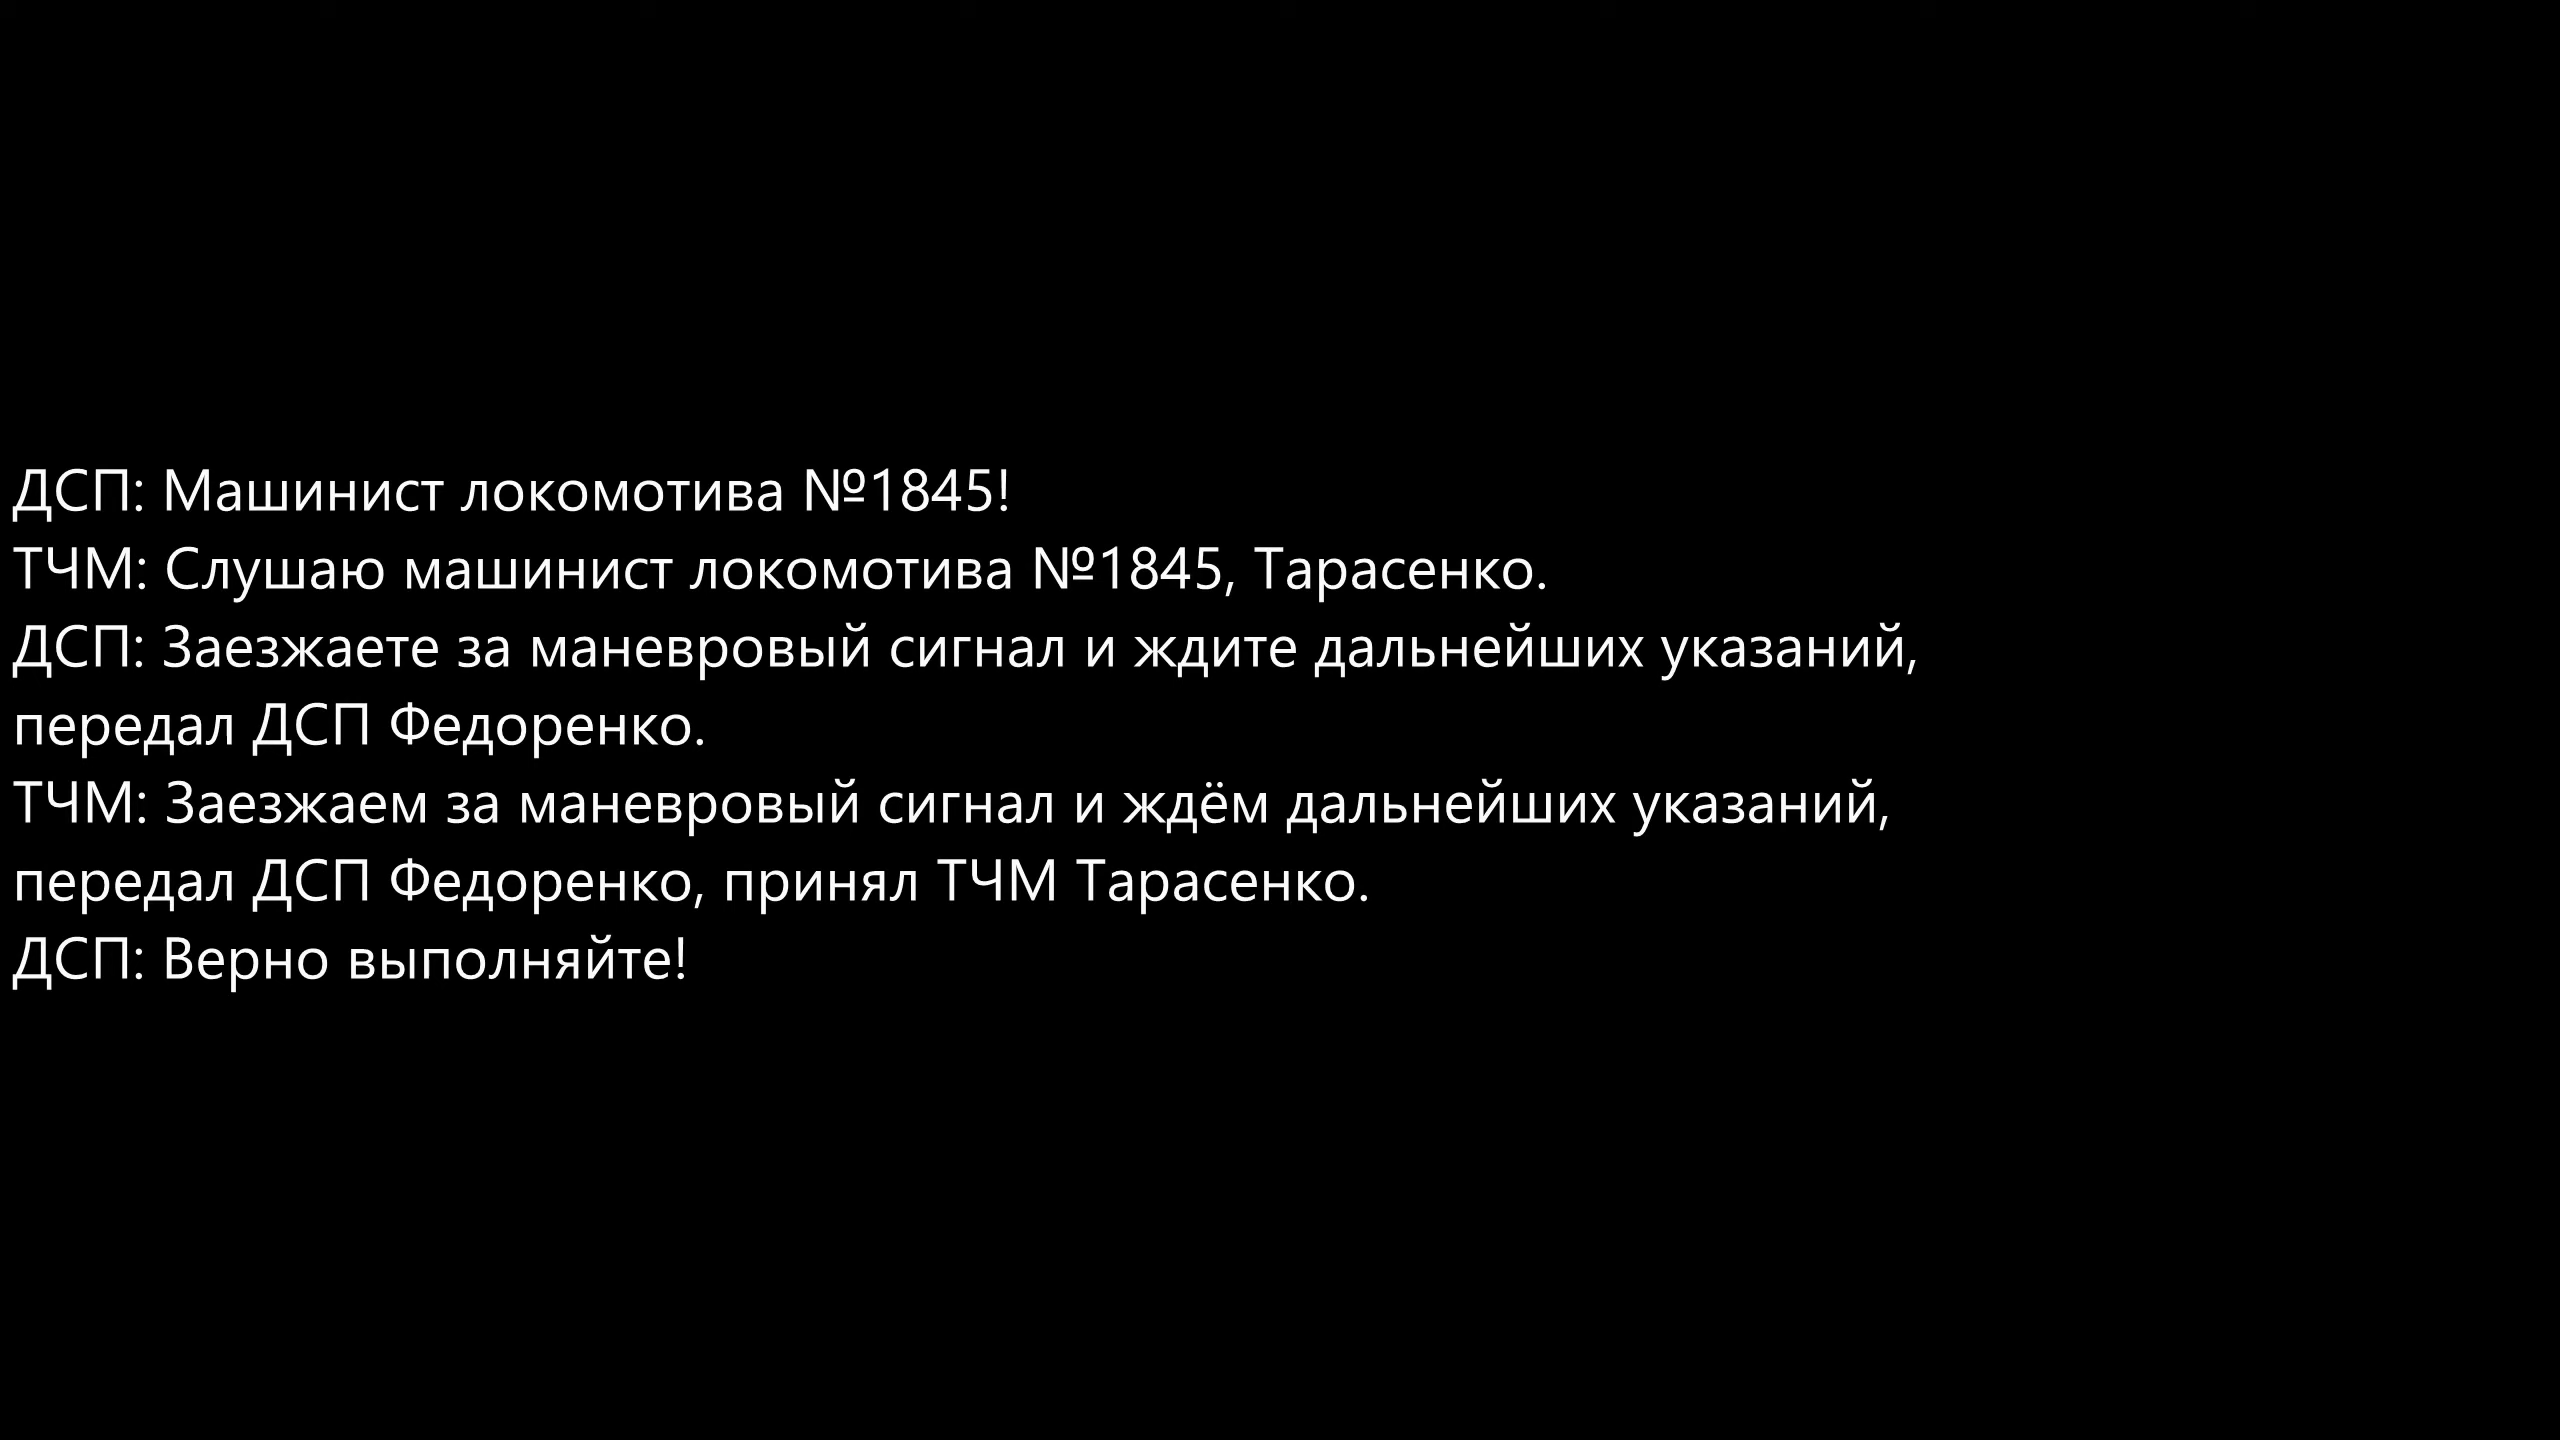 ДСП: Машинист локомотива №1845!
ТЧМ: Слушаю машинист локомотива №1845, Тарасенко.
ДСП: Заезжаете за маневровый сигнал и ждите дальнейших указаний,
передал ДСП Федоренко.
ТЧМ: Заезжаем за маневровый сигнал и ждём дальнейших указаний,
передал ДСП Федоренко, принял ТЧМ Тарасенко.
ДСП: Верно выполняйте!